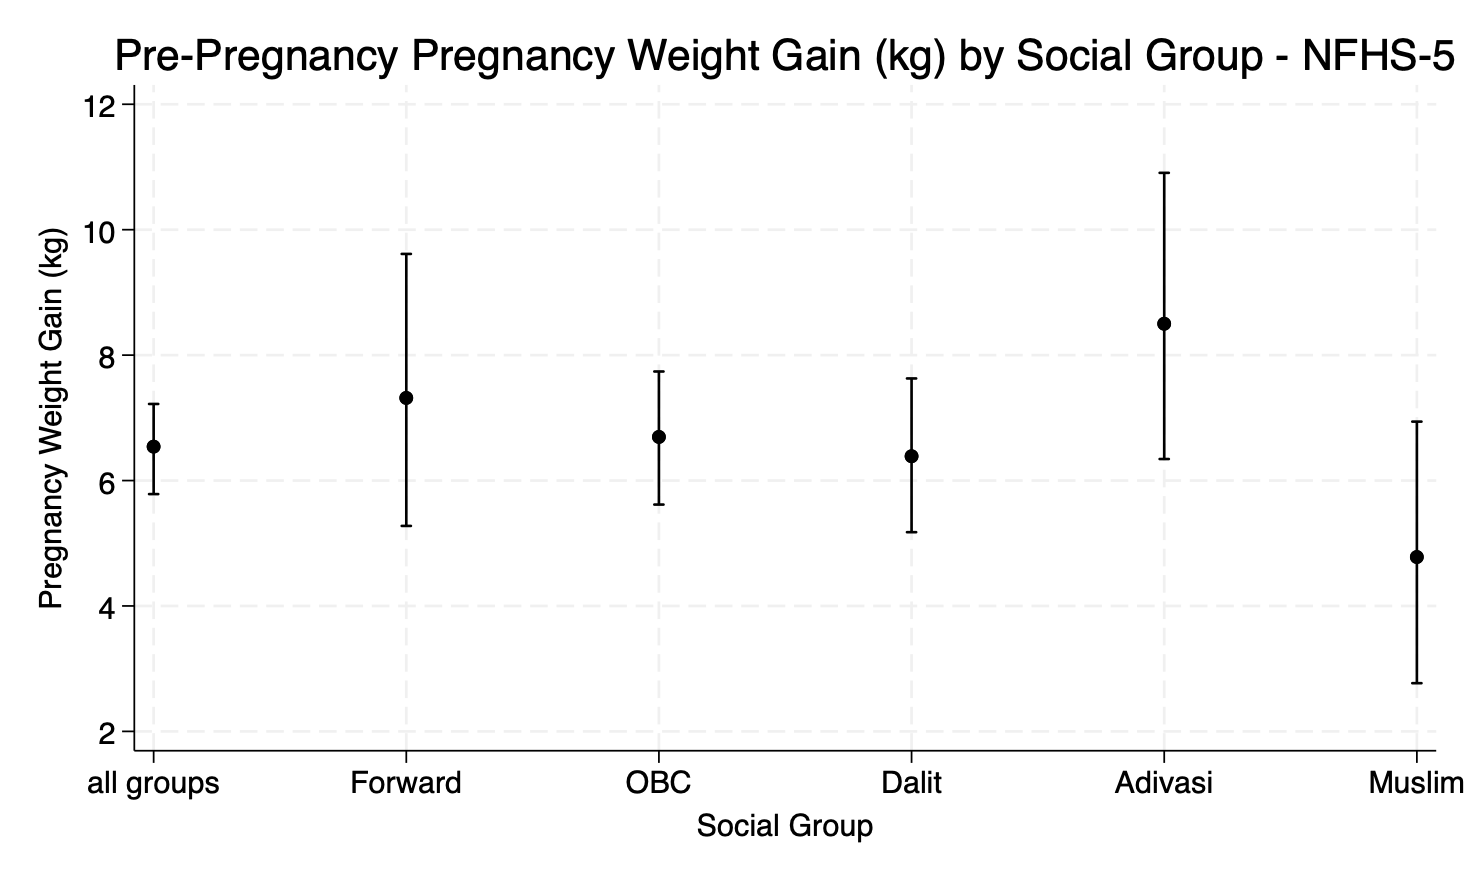 Pre-Pregnancy Pregnancy Weight Gain (kg) by Social Group - NFHS-5
Pregnancy Weight Gain (kg)
12
10
8
6
4
2
all groups Forward OBC Dalit Adivasi Muslim
Social Group